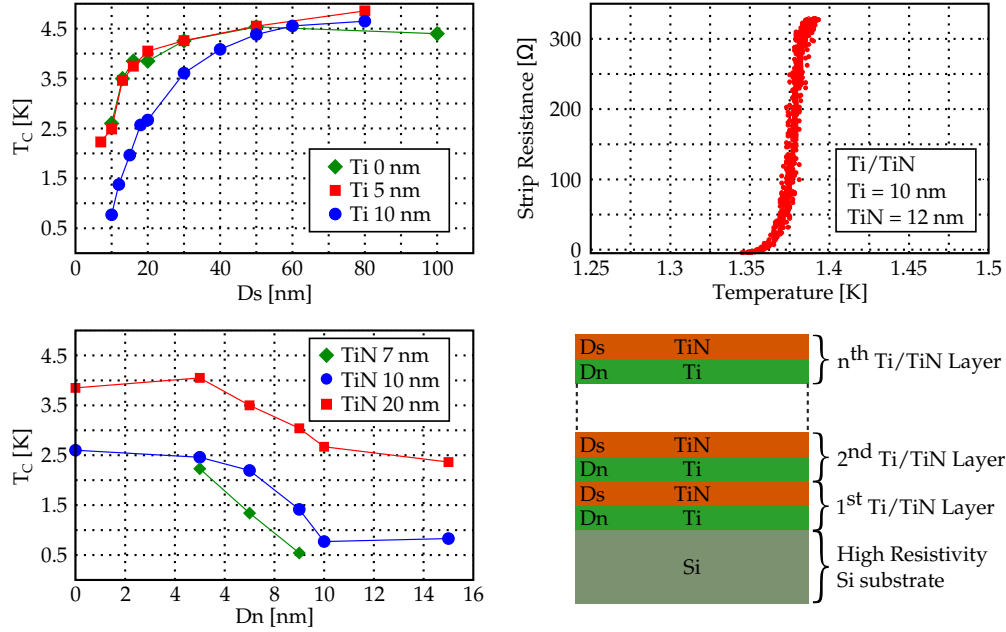 4.5
3.5
2.5
1.5
0.5
T_C [K]
0 20 40 60 80 100
Ds [nm]
Ti 0 nm
Ti 5 nm
Ti 10 nm
300
200
100
0
Strip Resistance [Ω]
1.25 1.3 1.35 1.4 1.45 1.5
Temperature [K]
Ti/TiN
Ti = 10 nm
TiN = 12 nm
4.5
3.5
2.5
1.5
0.5
T_C [K]
0 2 4 6 8 10 12 14 16
Dn [nm]
TiN 7 nm
TiN 10 nm
TiN 20 nm
Ds TiN
Dn Ti
n^th Ti/TiN Layer
Ds TiN
Dn Ti
2^nd Ti/TiN Layer
Ds TiN
Dn Ti
1^st Ti/TiN Layer
Si
High Resistivity
Si substrate